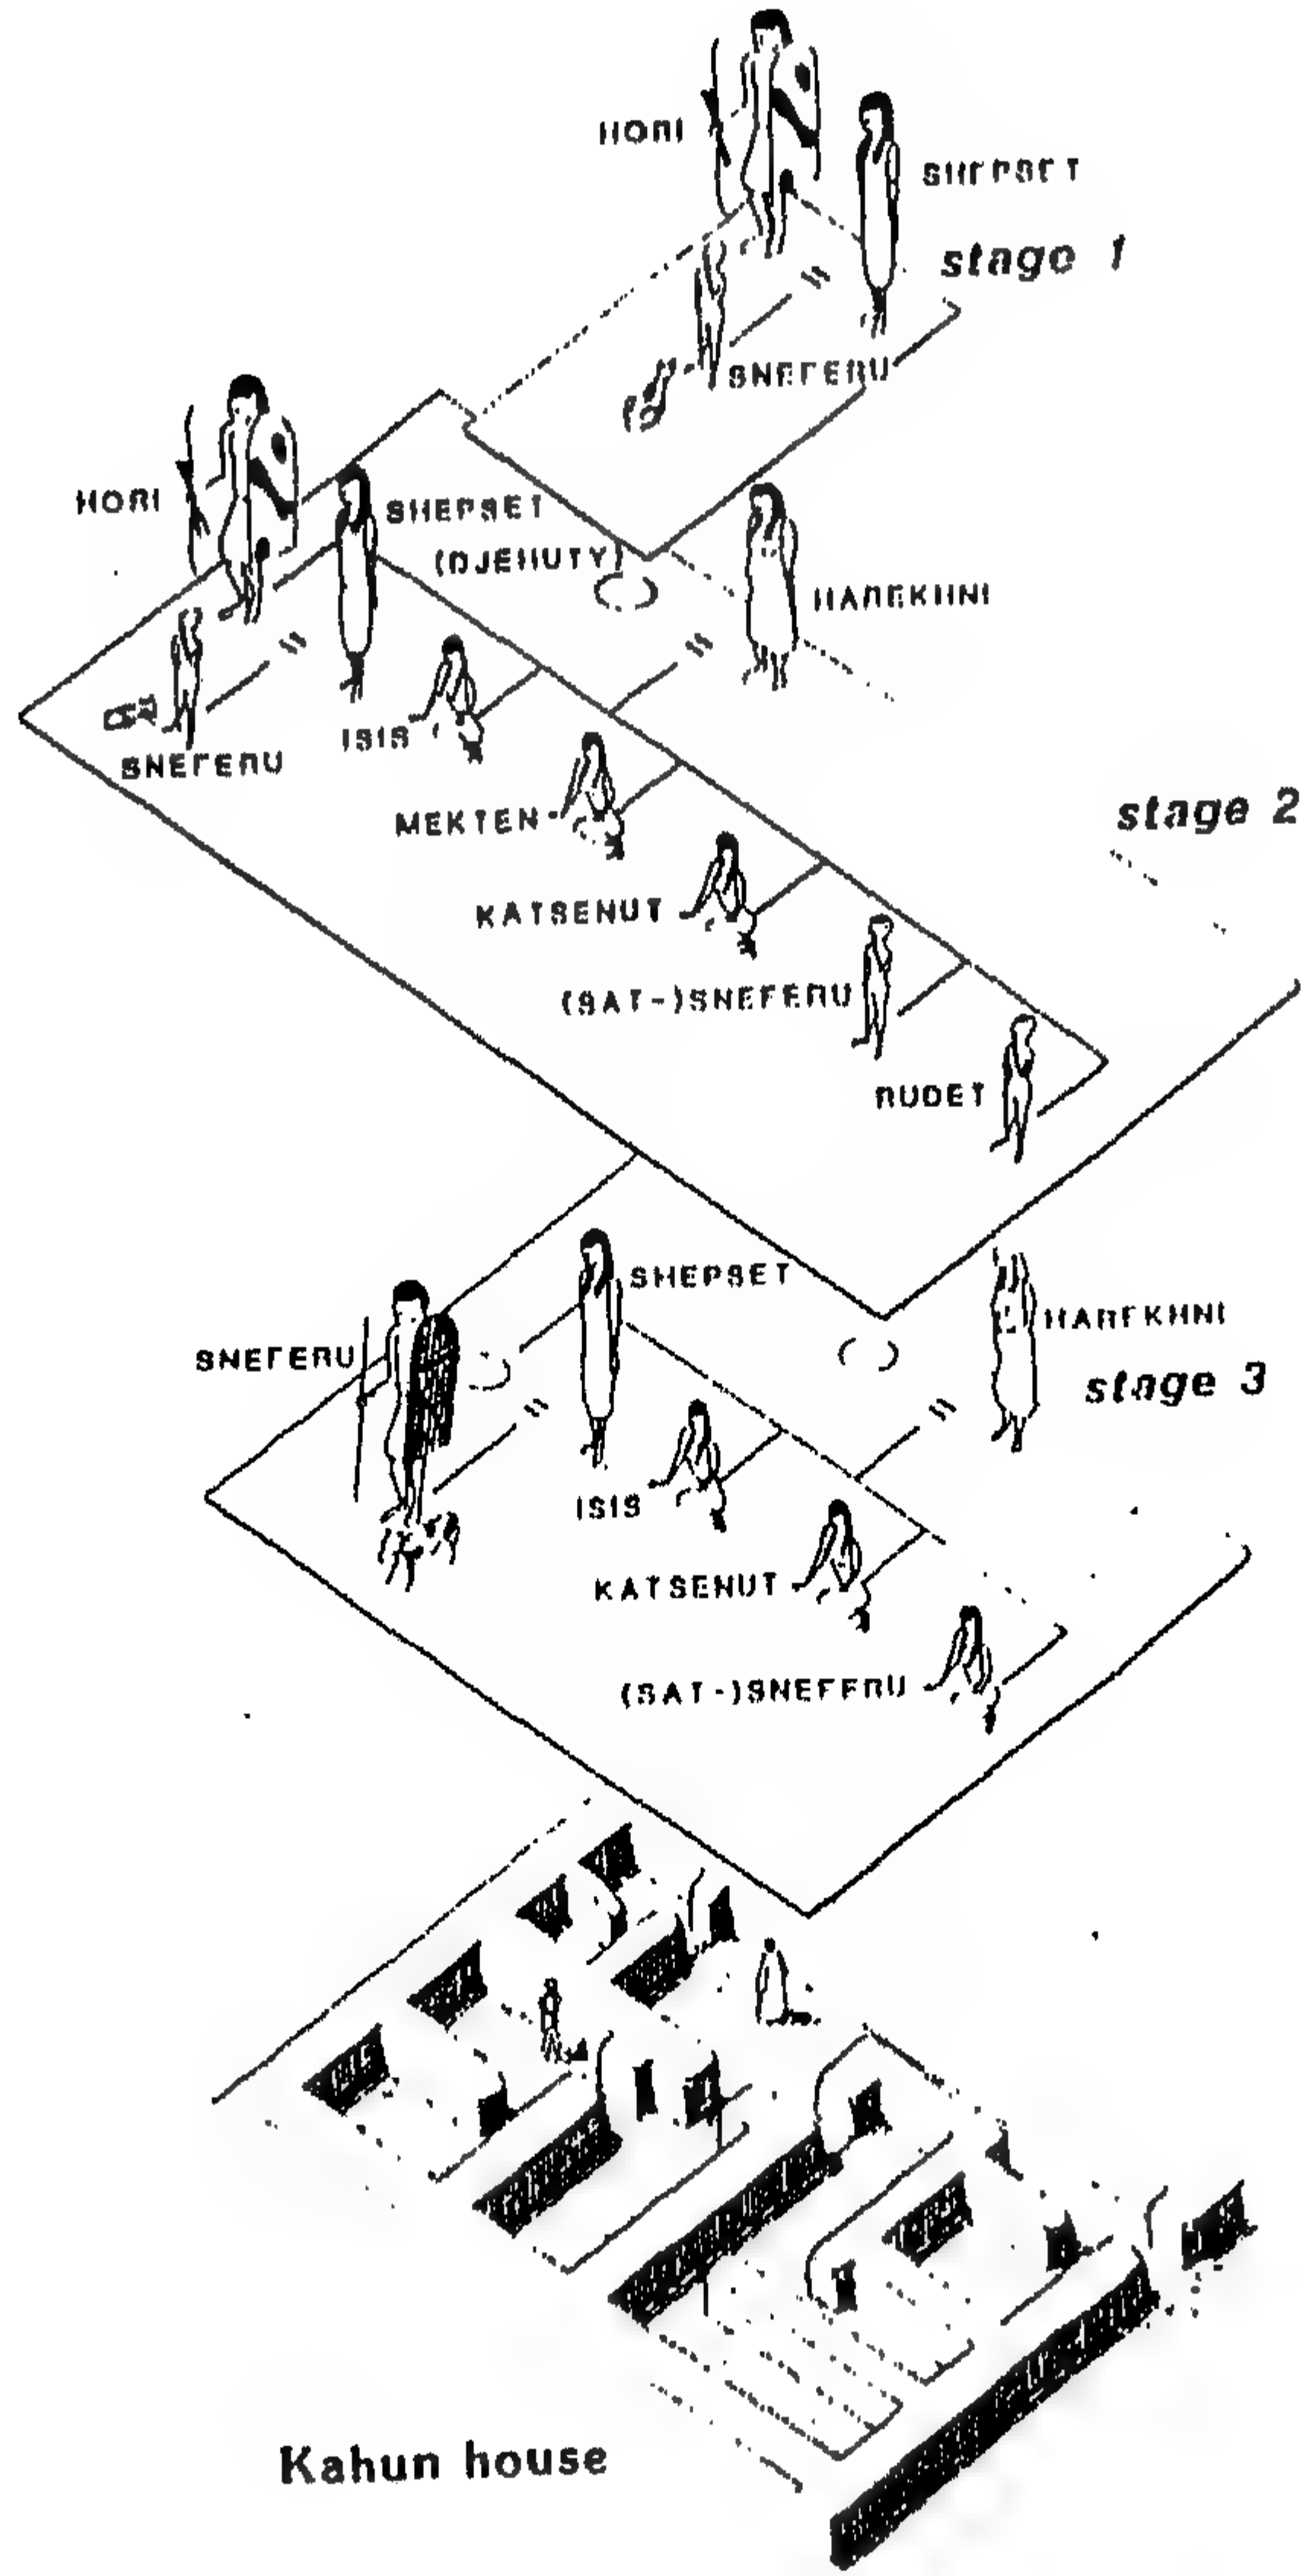 HORI
SHEPSET
stage 1
SNEFERU
HORI
SHEPSET
(DJEHUTY)
HAREKHNI
SNEFERU
ISIS
MEKTEN
stage 2
KATSENUT
(SAT-)SNEFERU
RUDET
SHEPSET
HAREKHNI
SNEFERU
stage 3
ISIS
KATSENUT
(SAT-)SNEFERU
Kahun house